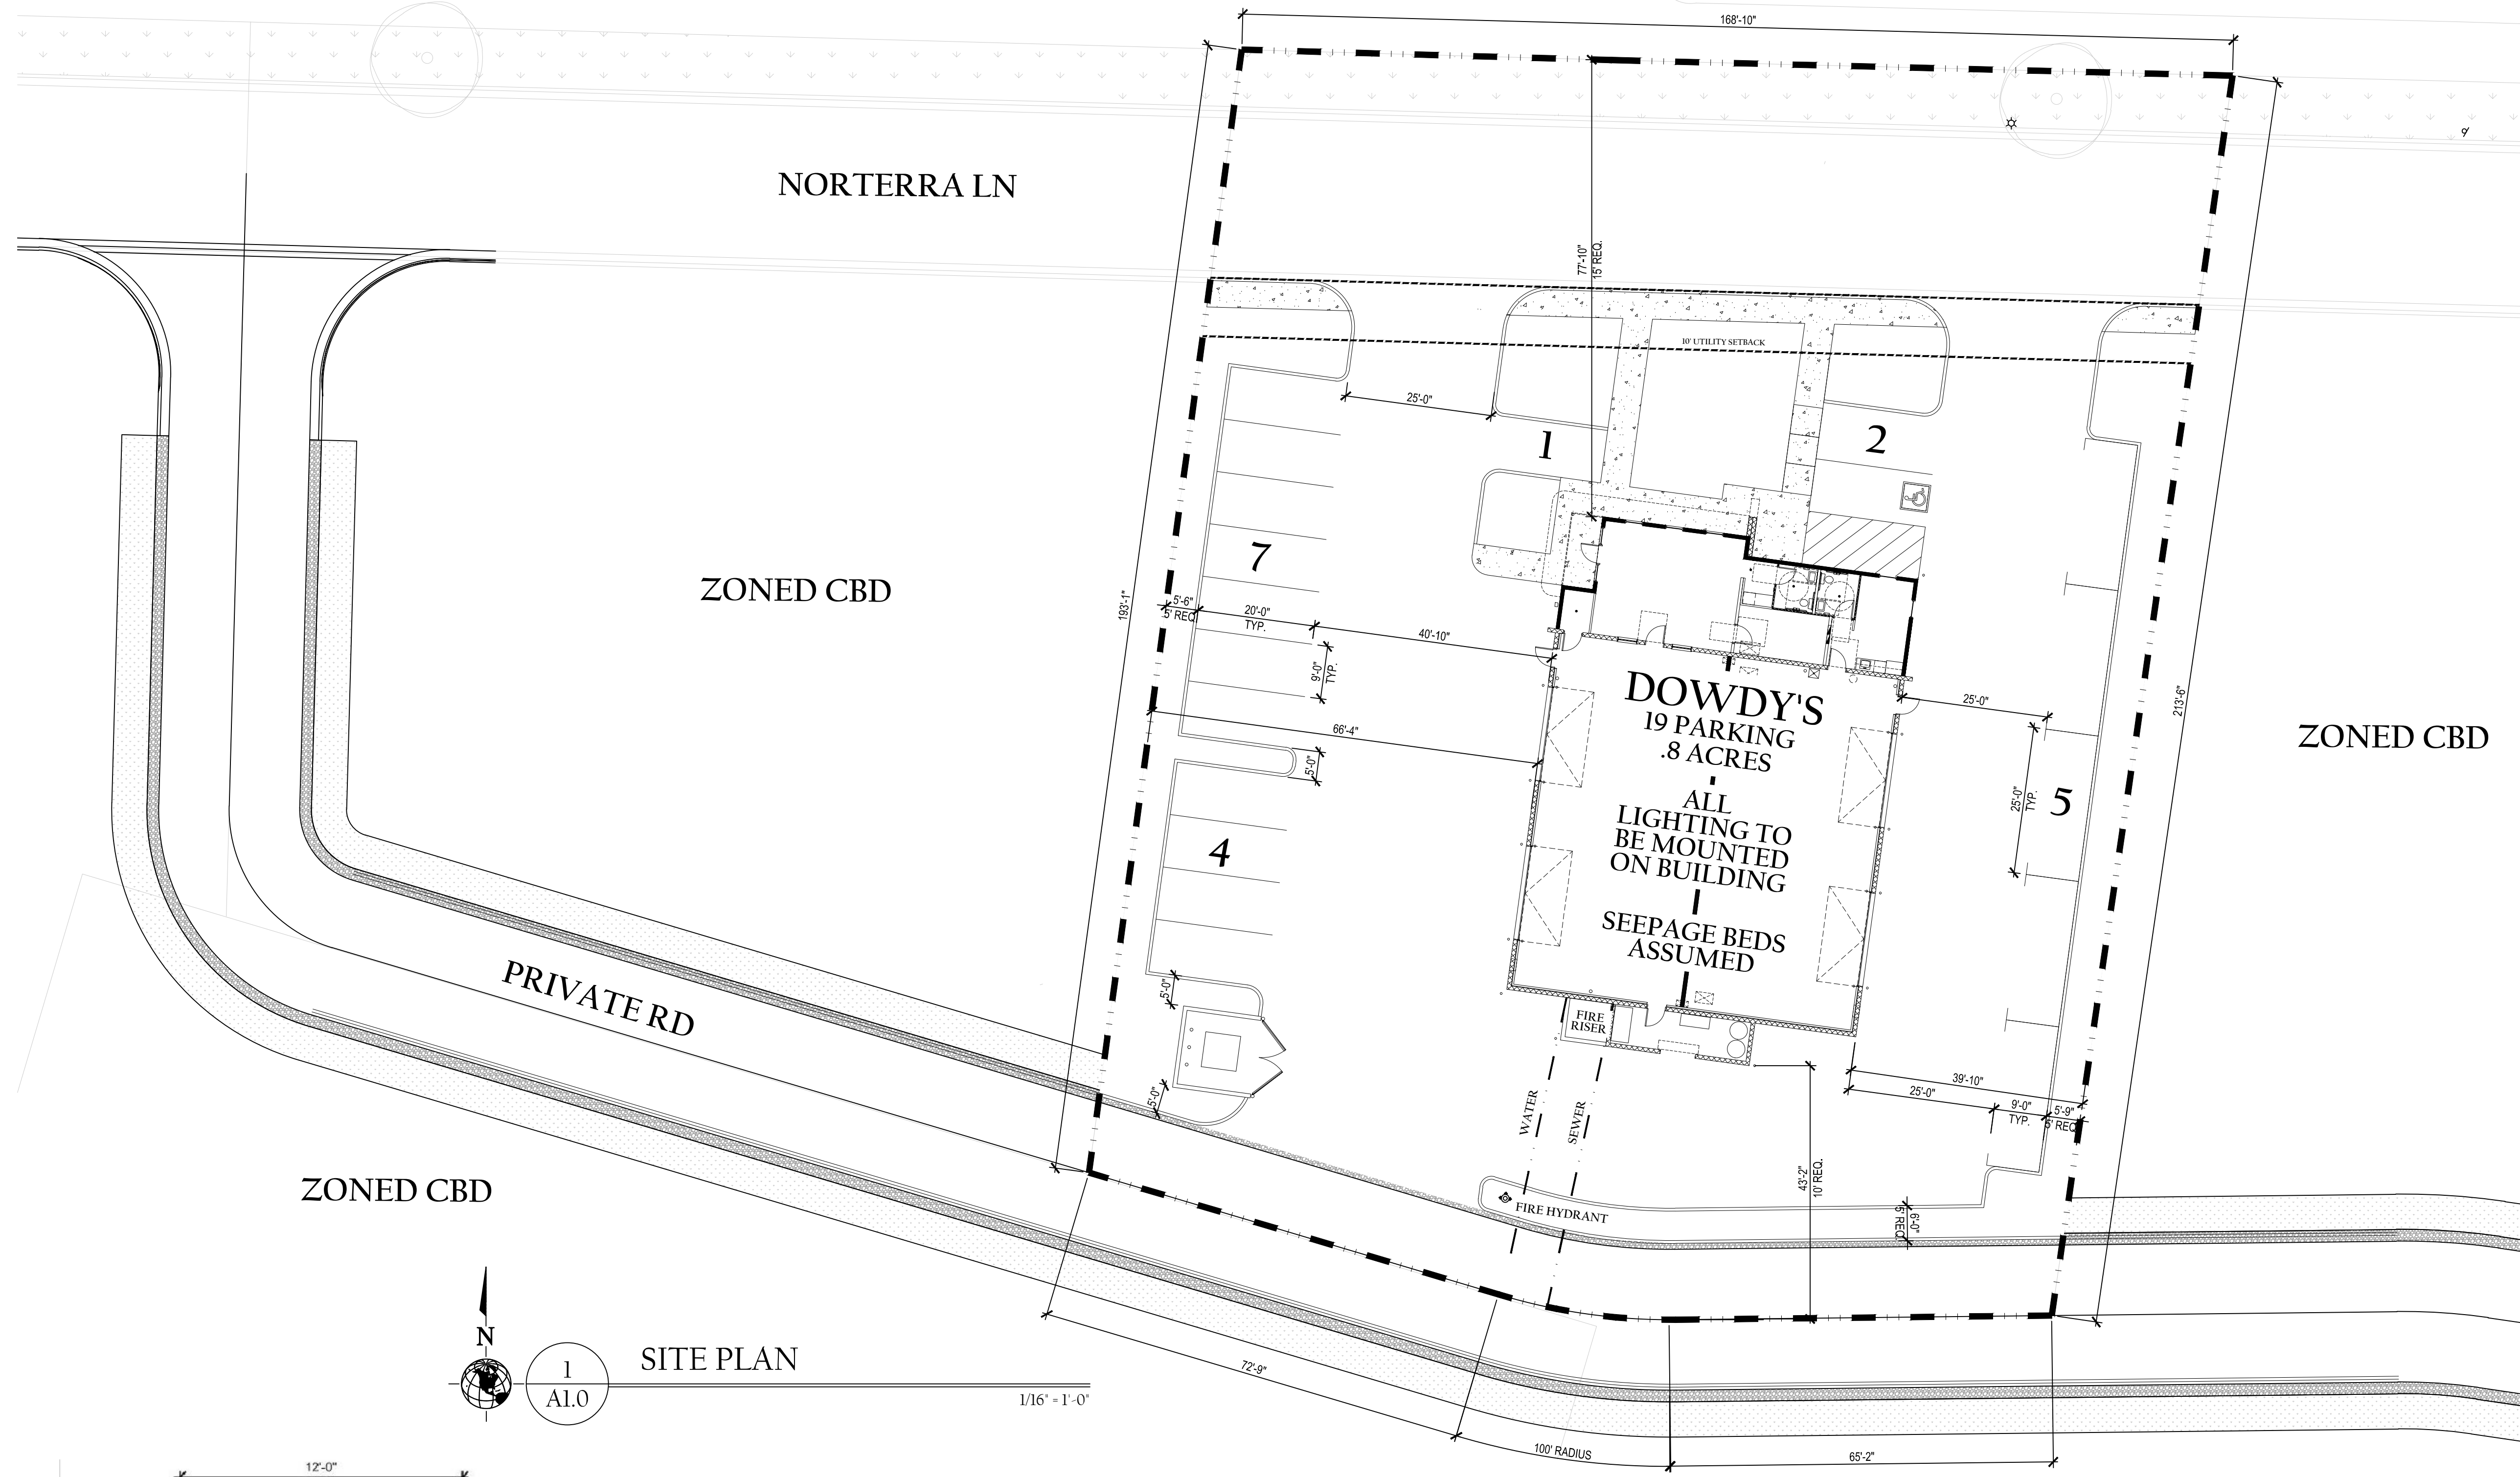 168'-10"
NORTERRA LN
77'-10"
15' REQ.
10' UTILITY SETBACK
25'-0"
1
2
7
193'-1"
5'-6"
5' REQ.
20'-0"
TYP.
40'-10"
9'-0"
TYP.
ZONED CBD
66'-4"
5'-0"
DOWDY'S
19 PARKING
.8 ACRES
ALL
LIGHTING TO
BE MOUNTED
ON BUILDING
SEEPAGE BEDS
ASSUMED
25'-0"
213'-6"
ZONED CBD
25'-0"
TYP.
5
4
5'-0"
5'-0"
PRIVATE RD
FIRE
RISER
WATER
SEWER
39'-10"
25'-0"
9'-0"
TYP.
5'-9"
5' REQ.
43'-2"
10' REQ.
6'-0"
5' REQ.
FIRE HYDRANT
ZONED CBD
72'-9"
100' RADIUS
65'-2"
N
1
A1.0
SITE PLAN
1/16" = 1'-0"
12'-0"